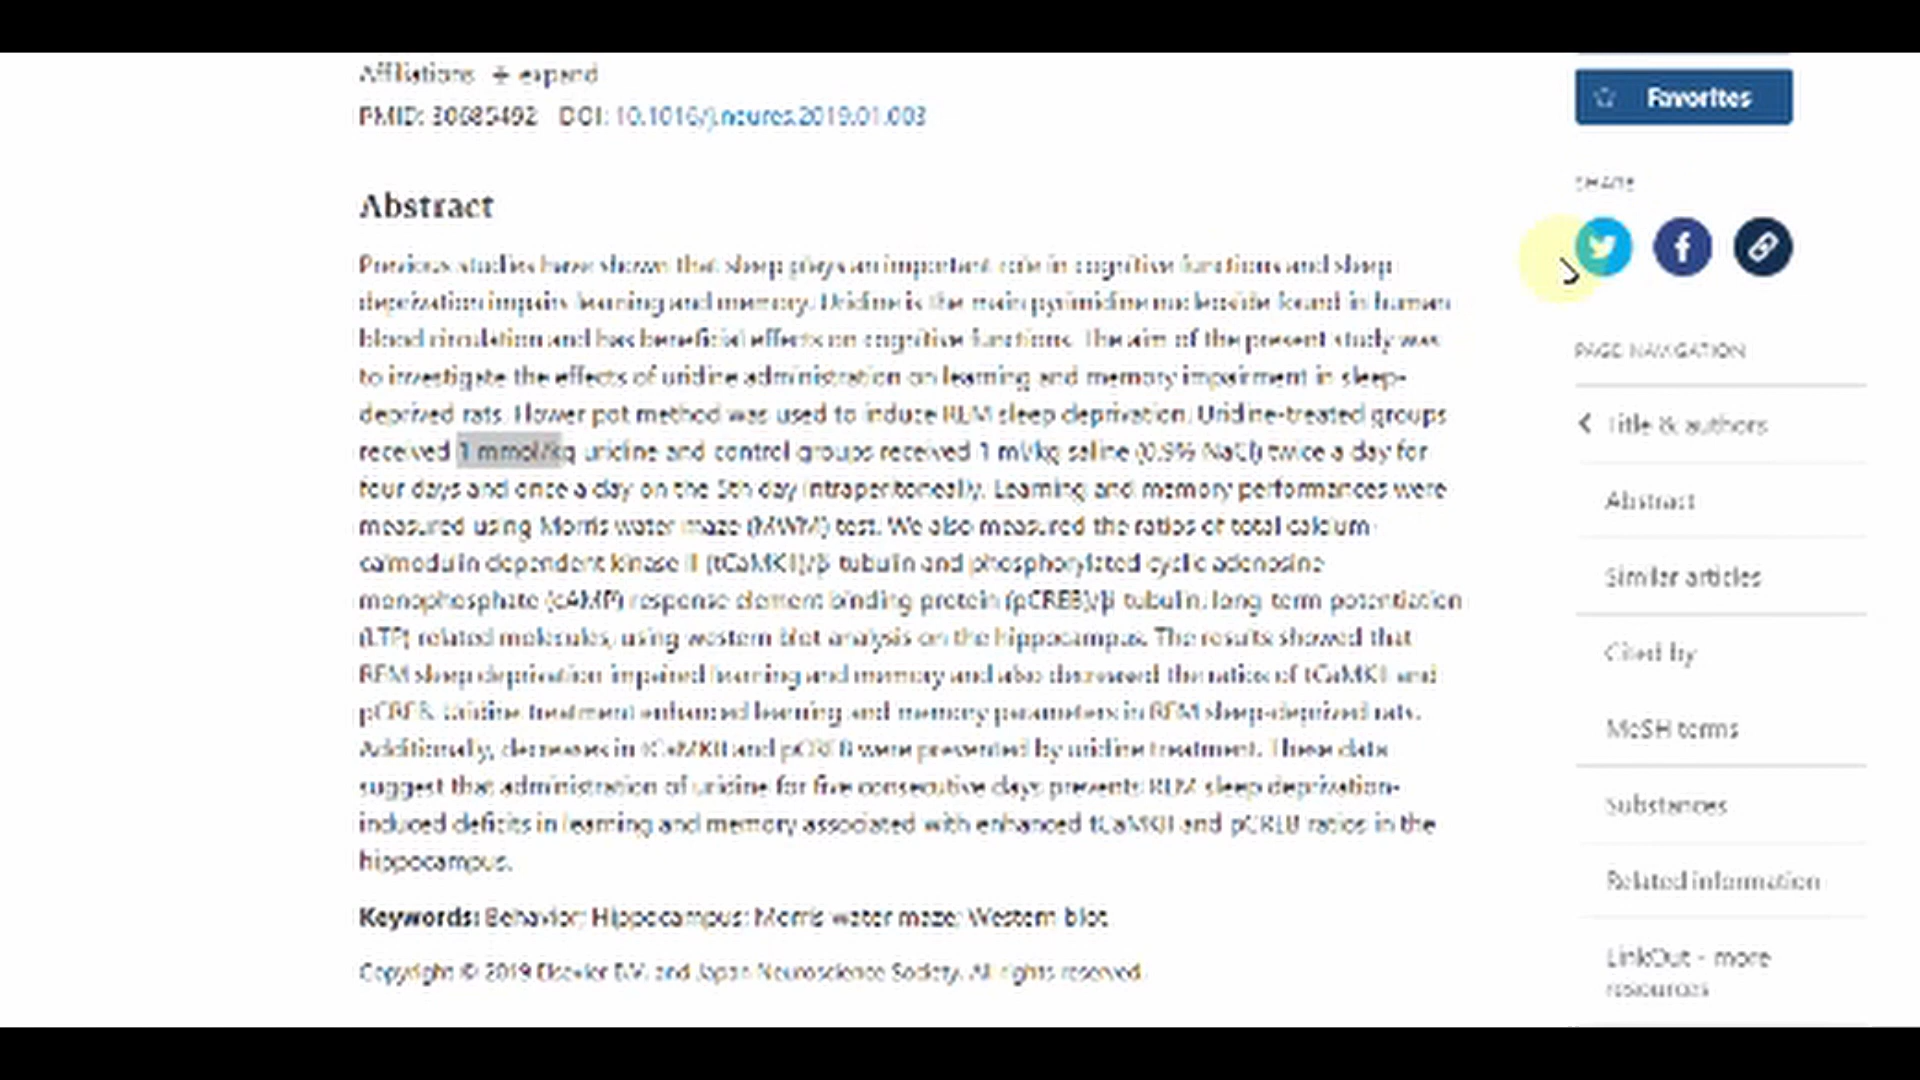 Affiliations + expand
PMID: 30685492 DOI: 10.1016/j.neures.2019.01.003
Favorites
SHARE
Abstract
Previous studies have shown that sleep plays an important role in cognitive functions and sleep
deprivation impairs learning and memory. Uridine is the main pyrimidine nucleoside found in human
blood circulation and has beneficial effects on cognitive functions. The aim of the present study was
to investigate the effects of uridine administration on learning and memory impairment in sleep-
deprived rats. Flower pot method was used to induce REM sleep deprivation. Uridine-treated groups
received 1 mmol/kg uridine and control groups received 1 ml/kg saline (0.9% NaCl) twice a day for
four days and once a day on the 5th day intraperitoneally. Learning and memory performances were
measured using Morris water maze (MWM) test. We also measured the ratios of total calcium-
calmodulin dependent kinase II (tCaMKII)/β-tubulin and phosphorylated cyclic adenosine
monophosphate (cAMP) response element binding protein (pCREB)/β-tubulin, long-term potentiation
(LTP) related molecules, using western blot analysis on the hippocampus. The results showed that
REM sleep deprivation impaired learning and memory and also decreased the ratios of tCaMKII and
pCREB. Uridine treatment enhanced learning and memory parameters in REM sleep-deprived rats.
Additionally, decreases in tCaMKII and pCREB were prevented by uridine treatment. These data
suggest that administration of uridine for five consecutive days prevents REM sleep deprivation-
induced deficits in learning and memory associated with enhanced tCaMKII and pCREB ratios in the
hippocampus.
Keywords: Behavior; Hippocampus; Morris water maze; Western blot.
Copyright © 2019 Elsevier B.V. and Japan Neuroscience Society. All rights reserved.
PAGE NAVIGATION
Title & authors
Abstract
Similar articles
Cited by
MeSH terms
Substances
Related information
LinkOut - more
resources